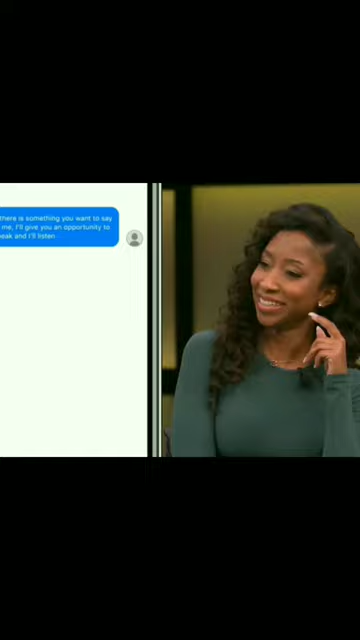 there is something you want to say
me, I'll give you an opportunity to
eak and I'll listen